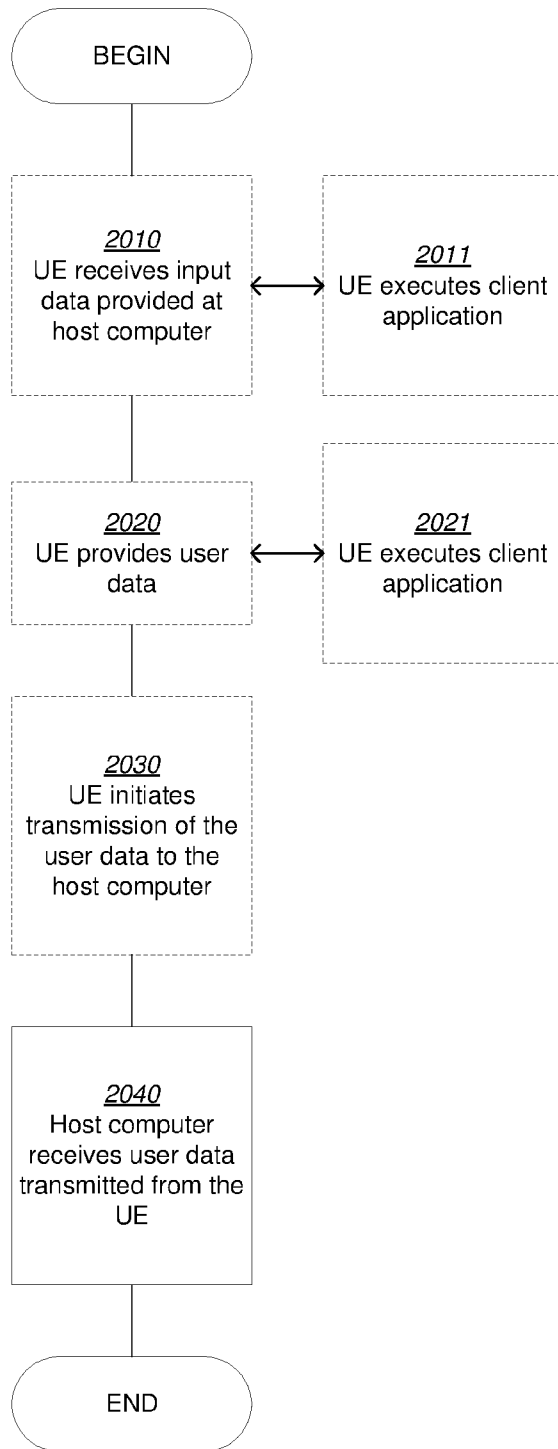 BEGIN
2010
UE receives input
data provided at
host computer
2011
UE executes client
application
2020
UE provides user
data
2021
UE executes client
application
2030
UE initiates
transmission of the
user data to the
host computer
2040
Host computer
receives user data
transmitted from the
UE
END